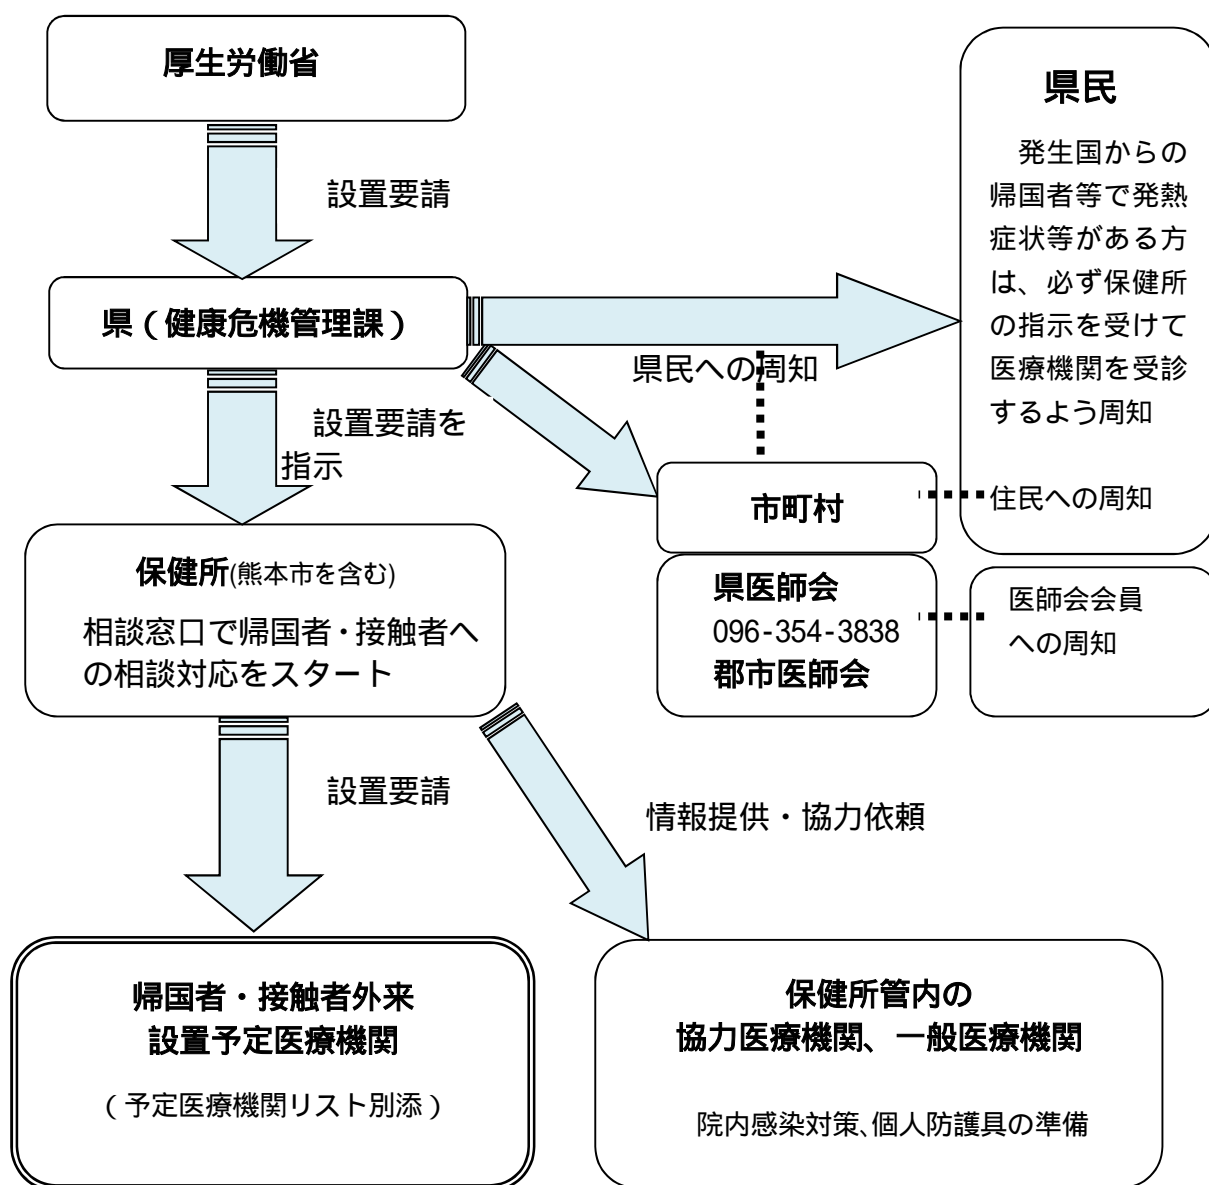 厚生労働省
設置要請
県(健康危機管理課)
県民への周知
設置要請を
指示
県民
発生国からの
帰国者等で発熱
症状等がある方
は、必ず保健所
の指示を受けて
医療機関を受診
するよう周知
住民への周知
市町村
県医師会
096-354-3838
郡市医師会
医師会会員
への周知
保健所(熊本市を含む)
相談窓口で帰国者・接触者へ
の相談対応をスタート
設置要請
情報提供・協力依頼
帰国者・接触者外来
設置予定医療機関
(予定医療機関リスト別添)
保健所管内の
協力医療機関、一般医療機関
院内感染対策、個人防護具の準備